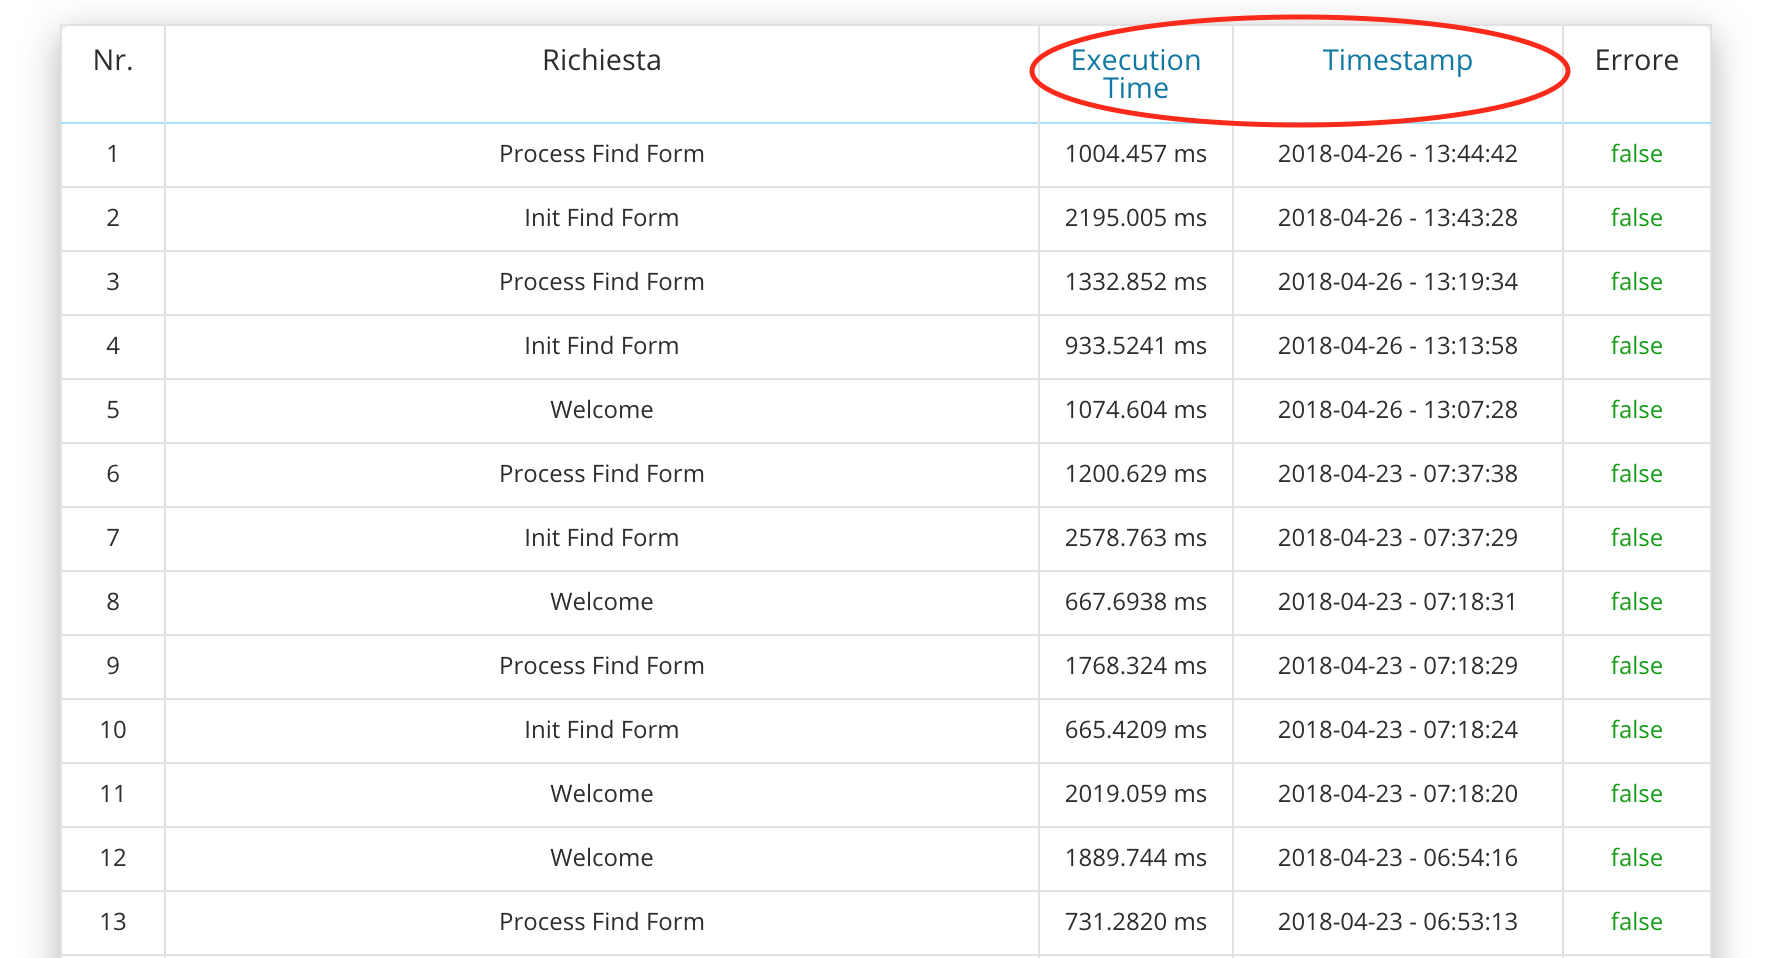 Nr. Richiesta Execution Time Timestamp Errore
1 Process Find Form 1004.457 ms 2018-04-26 - 13:44:42 false
2 Init Find Form 2195.005 ms 2018-04-26 - 13:43:28 false
3 Process Find Form 1332.852 ms 2018-04-26 - 13:19:34 false
4 Init Find Form 933.5241 ms 2018-04-26 - 13:13:58 false
5 Welcome 1074.604 ms 2018-04-26 - 13:07:28 false
6 Process Find Form 1200.629 ms 2018-04-23 - 07:37:38 false
7 Init Find Form 2578.763 ms 2018-04-23 - 07:37:29 false
8 Welcome 667.6938 ms 2018-04-23 - 07:18:31 false
9 Process Find Form 1768.324 ms 2018-04-23 - 07:18:29 false
10 Init Find Form 665.4209 ms 2018-04-23 - 07:18:24 false
11 Welcome 2019.059 ms 2018-04-23 - 07:18:20 false
12 Welcome 1889.744 ms 2018-04-23 - 06:54:16 false
13 Process Find Form 731.2820 ms 2018-04-23 - 06:53:13 false